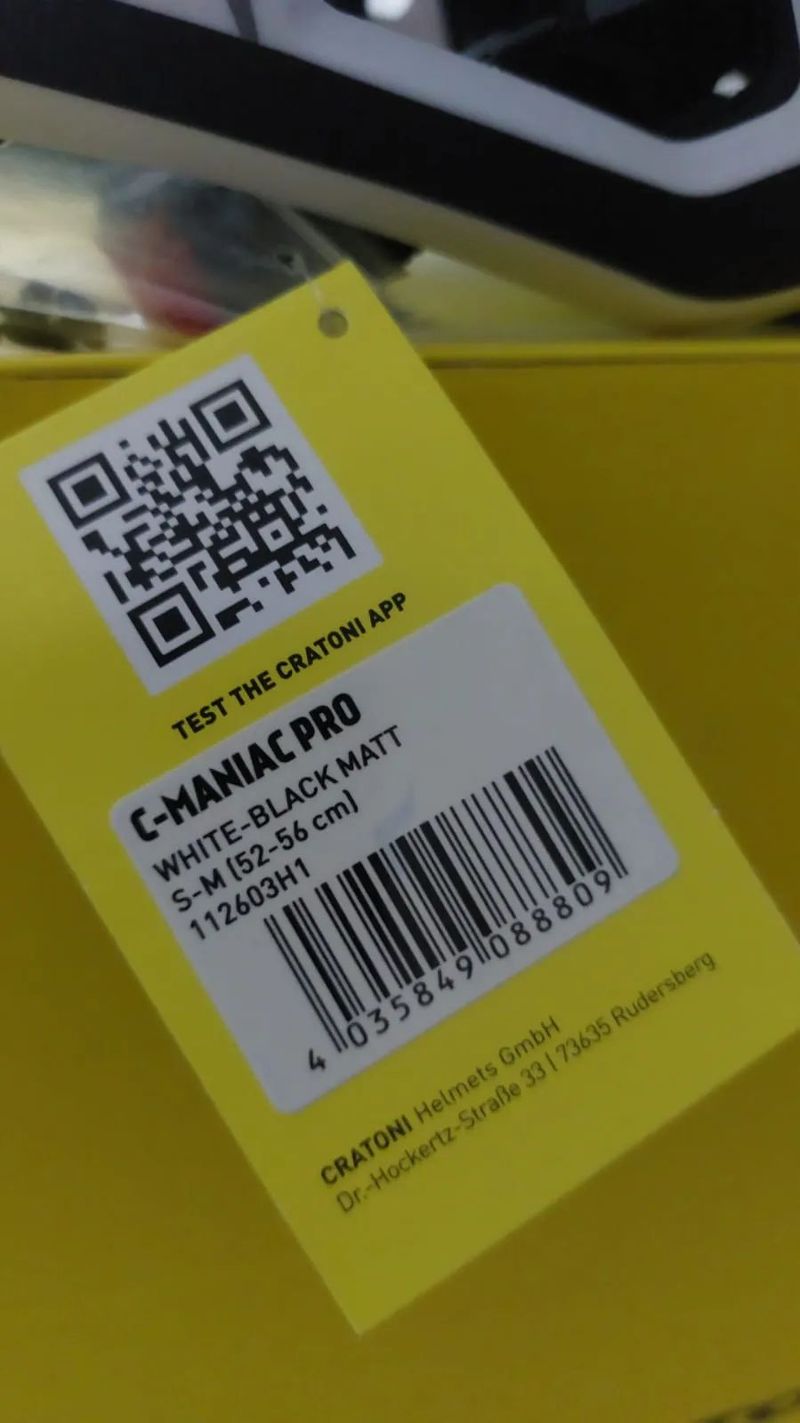 TEST THE CRATONI APP
C-MANIAC PRO
WHITE-BLACK MATT
S-M (52-56 cm)
112603H1
4 035849 088809
CRATONI Helmets GmbH
Dr.-Hockertz-Straße 33 | 73635 Rudersberg